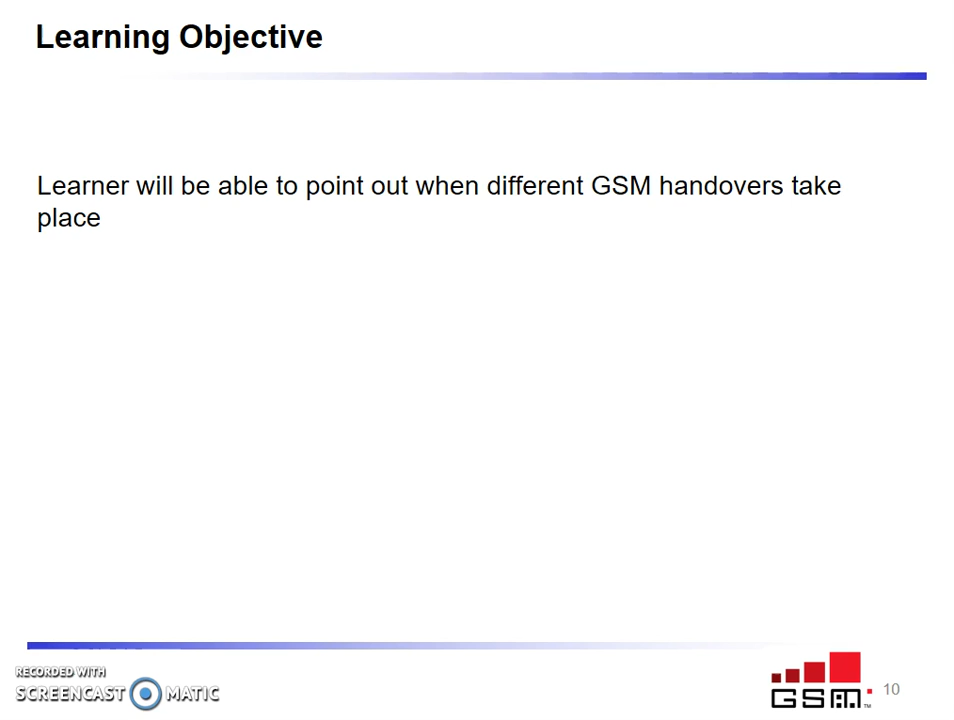 Learning Objective
Learner will be able to point out when different GSM handovers take
place
RECORDED WITH
SCREENCAST MATIC
GSM™
10